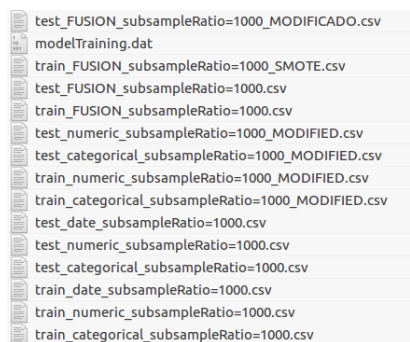 test_FUSION_subsampleRatio=1000_MODIFICADO.csv
modelTraining.dat
train_FUSION_subsampleRatio=1000_SMOTE.csv
test_FUSION_subsampleRatio=1000.csv
train_FUSION_subsampleRatio=1000.csv
test_numeric_subsampleRatio=1000_MODIFIED.csv
test_categorical_subsampleRatio=1000_MODIFIED.csv
train_numeric_subsampleRatio=1000_MODIFIED.csv
train_categorical_subsampleRatio=1000_MODIFIED.csv
test_date_subsampleRatio=1000.csv
test_numeric_subsampleRatio=1000.csv
test_categorical_subsampleRatio=1000.csv
train_date_subsampleRatio=1000.csv
train_numeric_subsampleRatio=1000.csv
train_categorical_subsampleRatio=1000.csv